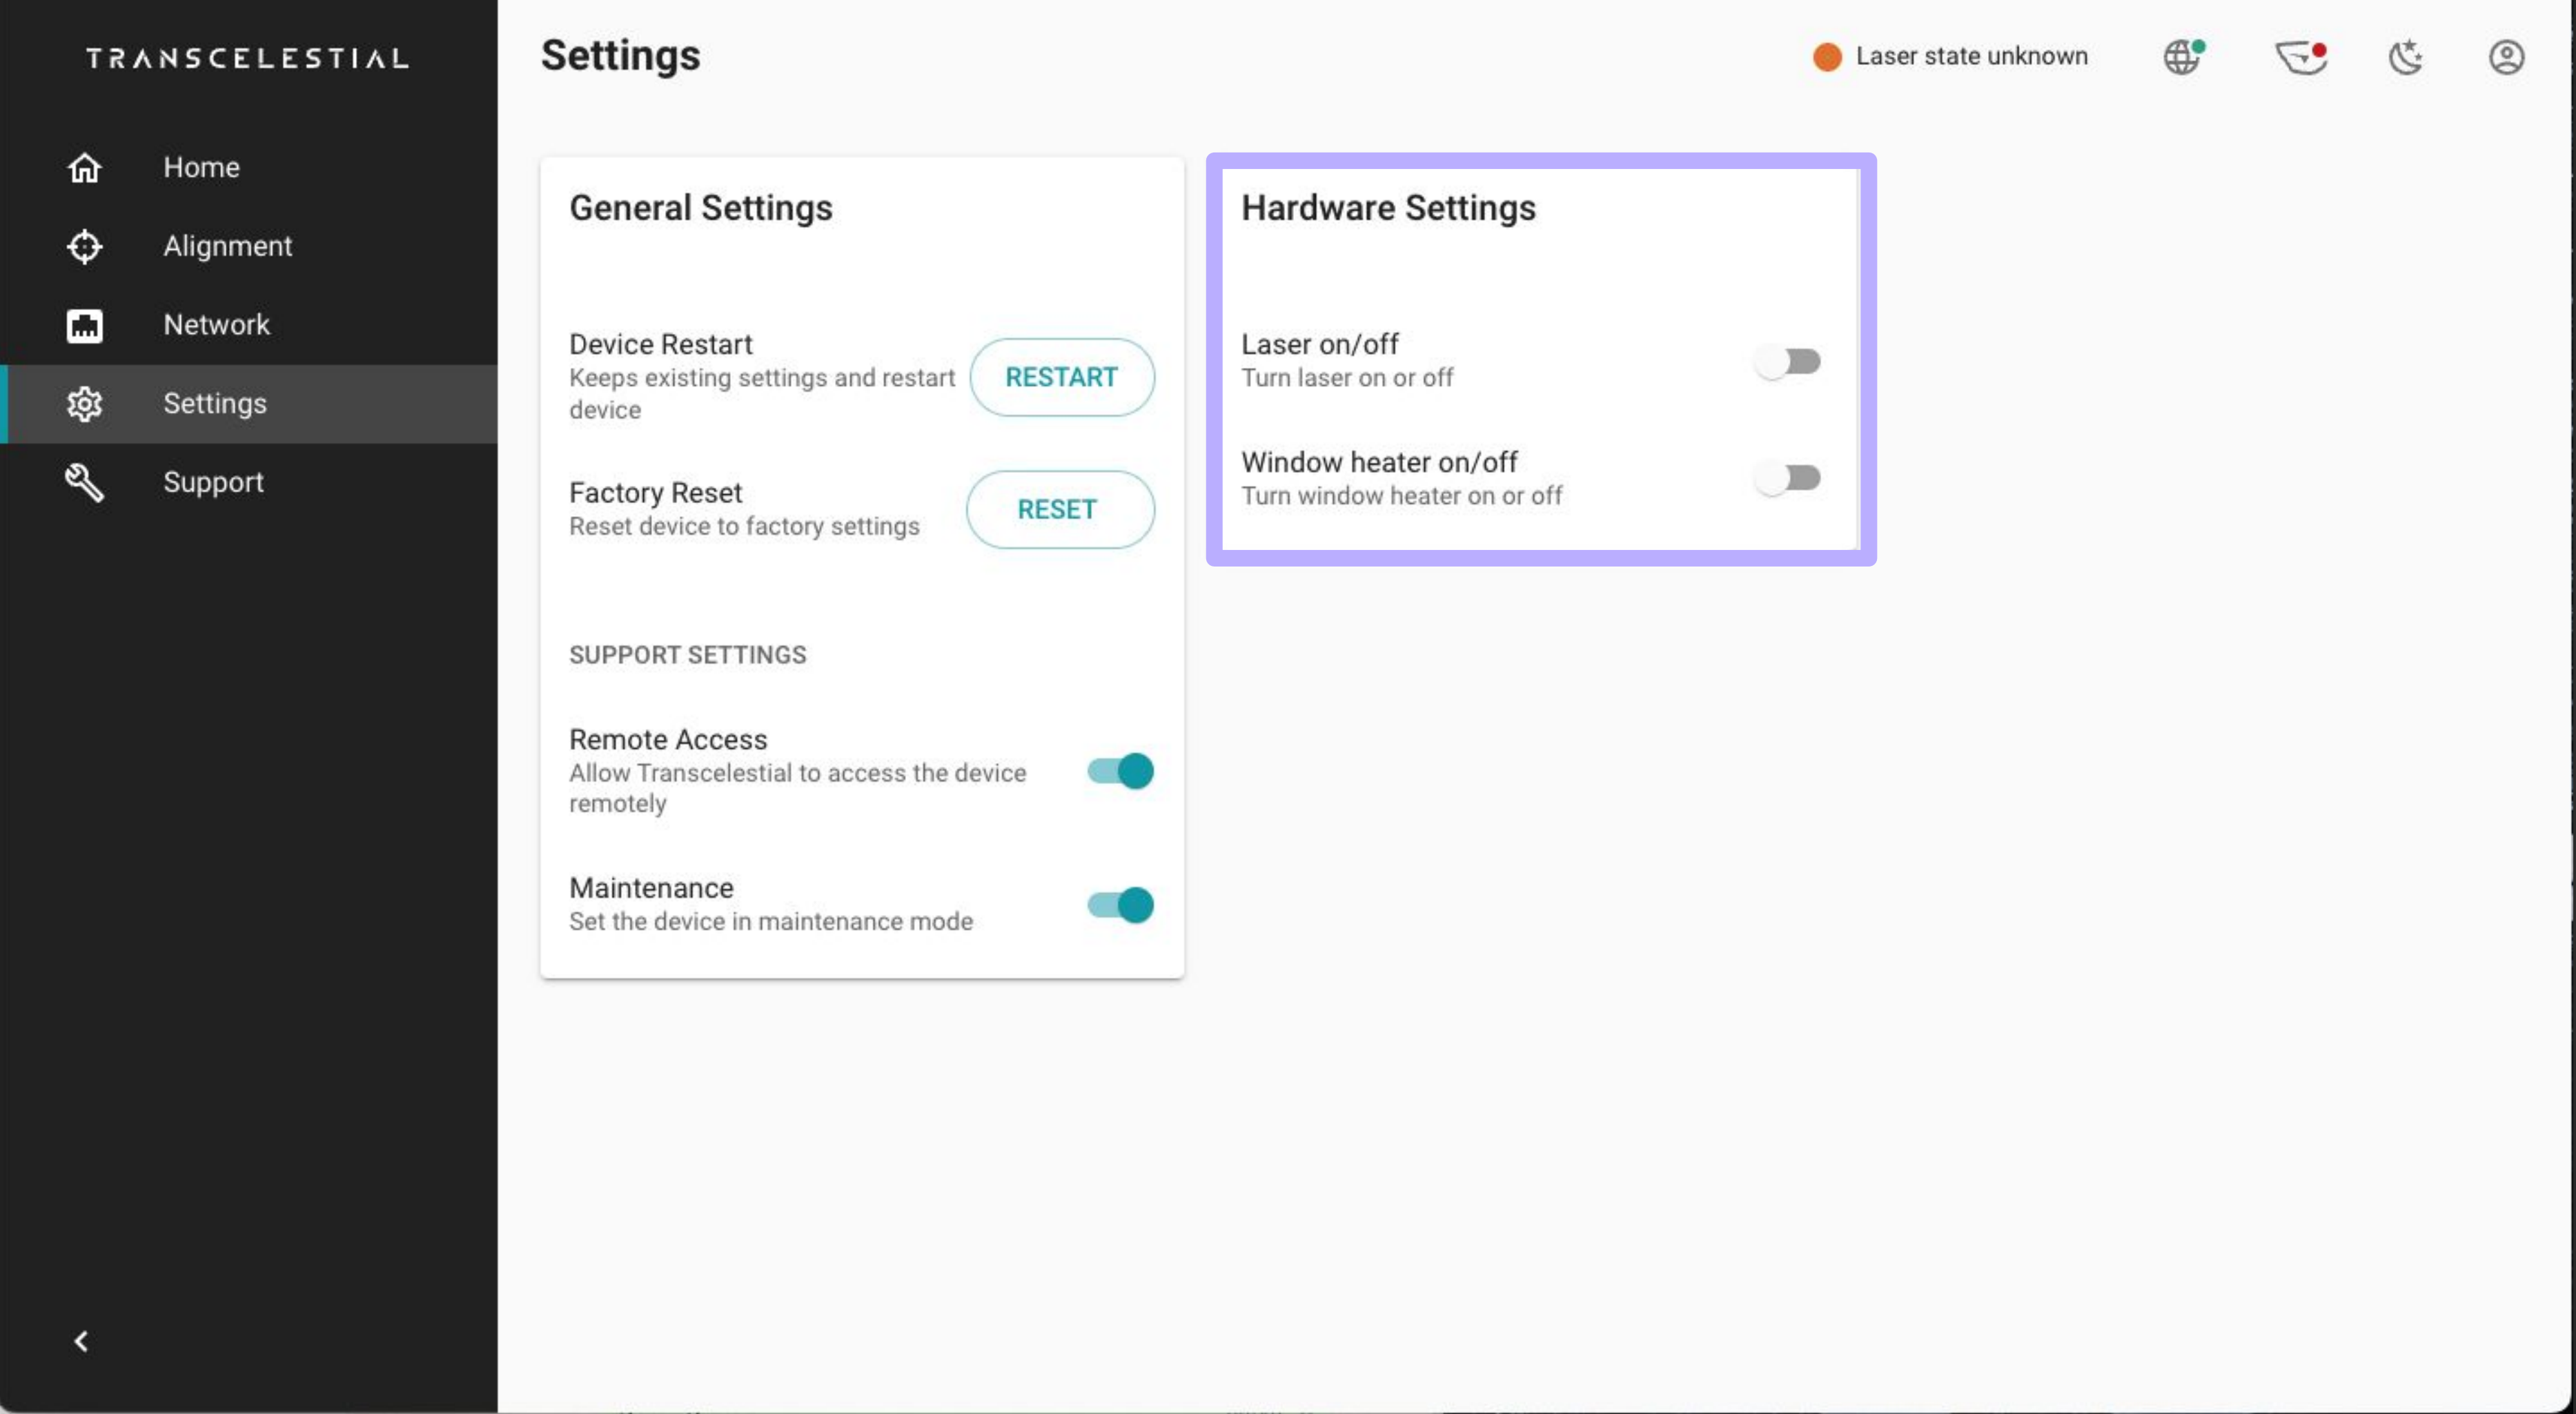 TRANSCELESTIAL
Home
Alignment
Network
Settings
Support
Settings
Laser state unknown
General Settings
Device Restart
Keeps existing settings and restart
device
RESTART
Factory Reset
Reset device to factory settings
RESET
SUPPORT SETTINGS
Remote Access
Allow Transcelestial to access the device
remotely
Maintenance
Set the device in maintenance mode
Hardware Settings
Laser on/off
Turn laser on or off
Window heater on/off
Turn window heater on or off